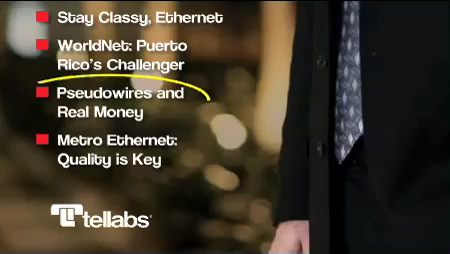 Stay Classy, Ethernet
WorldNet: Puerto
Rico's Challenger
Pseudowires and
Real Money
Metro Ethernet:
Quality is Key
tellabs